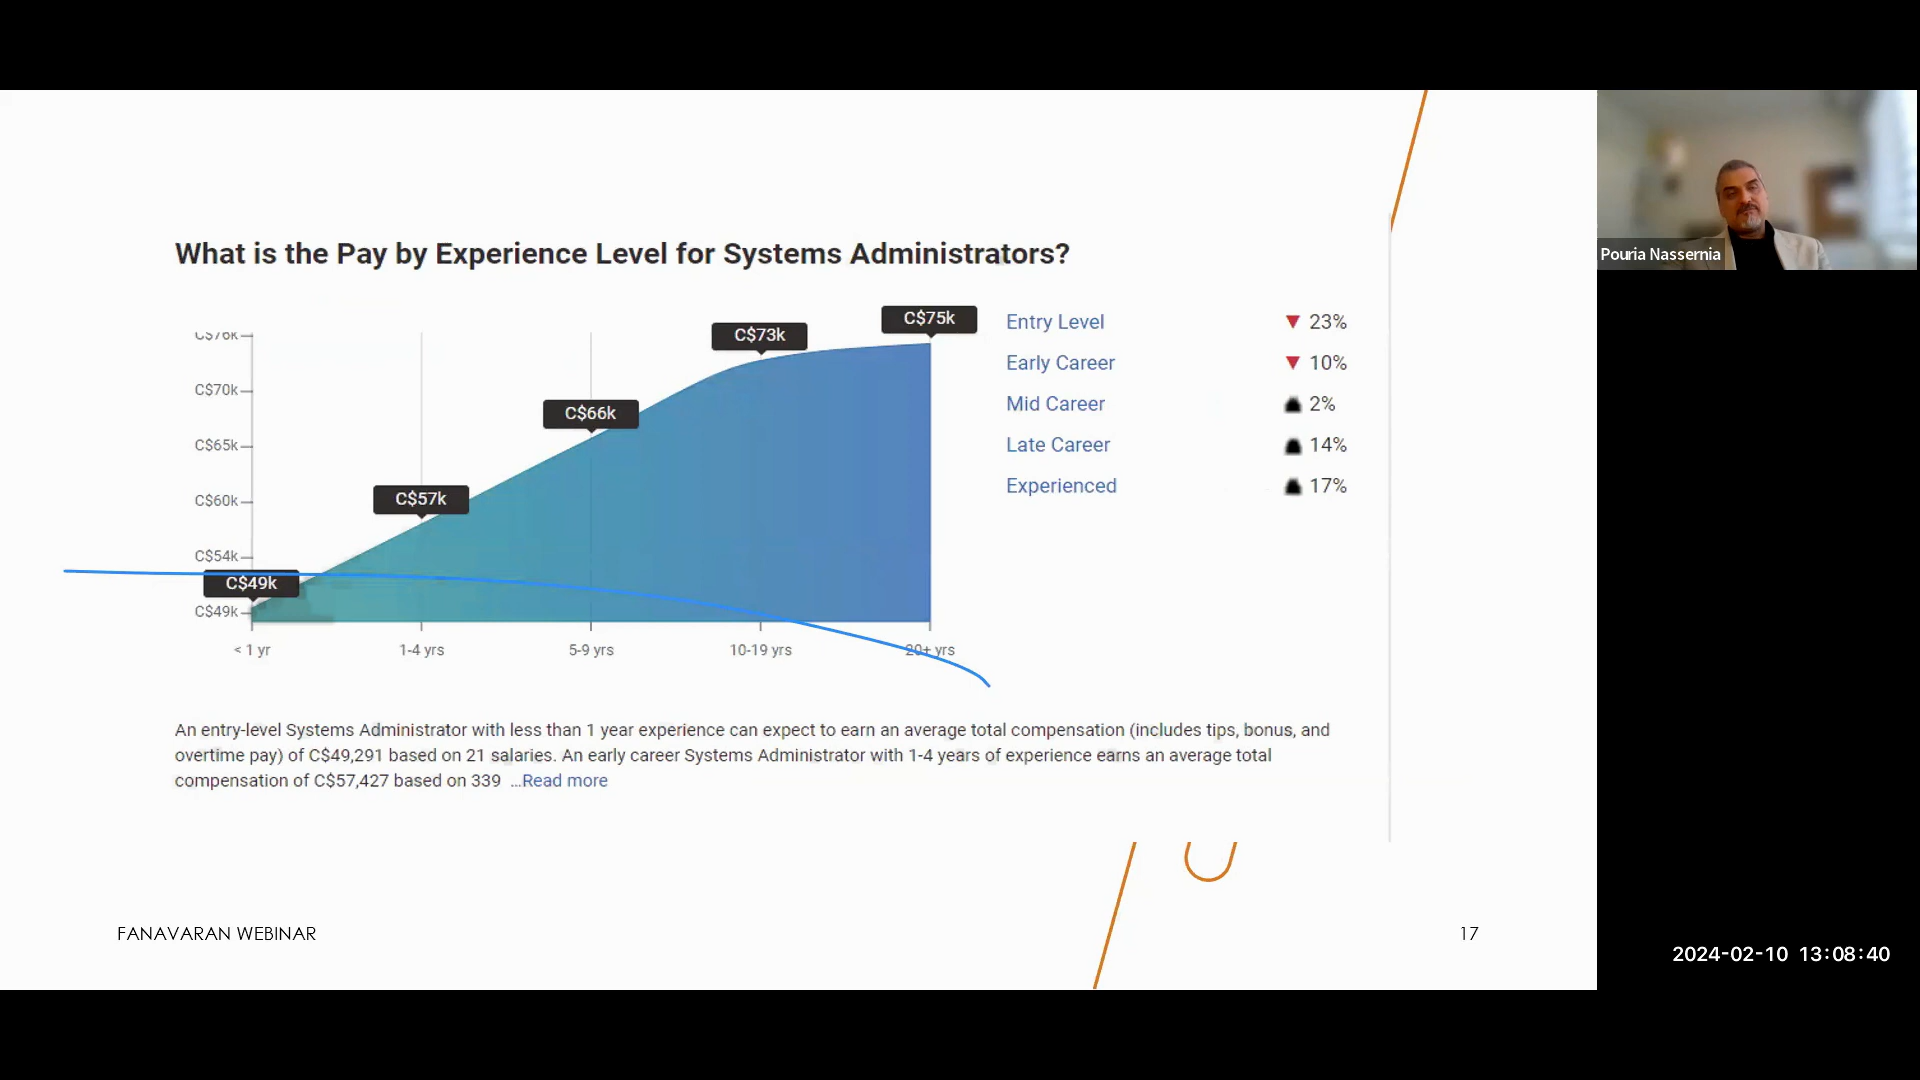 What is the Pay by Experience Level for Systems Administrators?
C$76k
C$70k
C$65k
C$60k
C$54k
C$49k
C$49k
C$57k
C$66k
C$73k
C$75k
< 1 yr
1-4 yrs
5-9 yrs
10-19 yrs
20+ yrs
Entry Level 23%
Early Career 10%
Mid Career 2%
Late Career 14%
Experienced 17%
An entry-level Systems Administrator with less than 1 year experience can expect to earn an average total compensation (includes tips, bonus, and
overtime pay) of C$49,291 based on 21 salaries. An early career Systems Administrator with 1-4 years of experience earns an average total
compensation of C$57,427 based on 339 ...Read more
FANAVARAN WEBINAR
17
Pouria Nassernia
2024-02-10 13:08:40